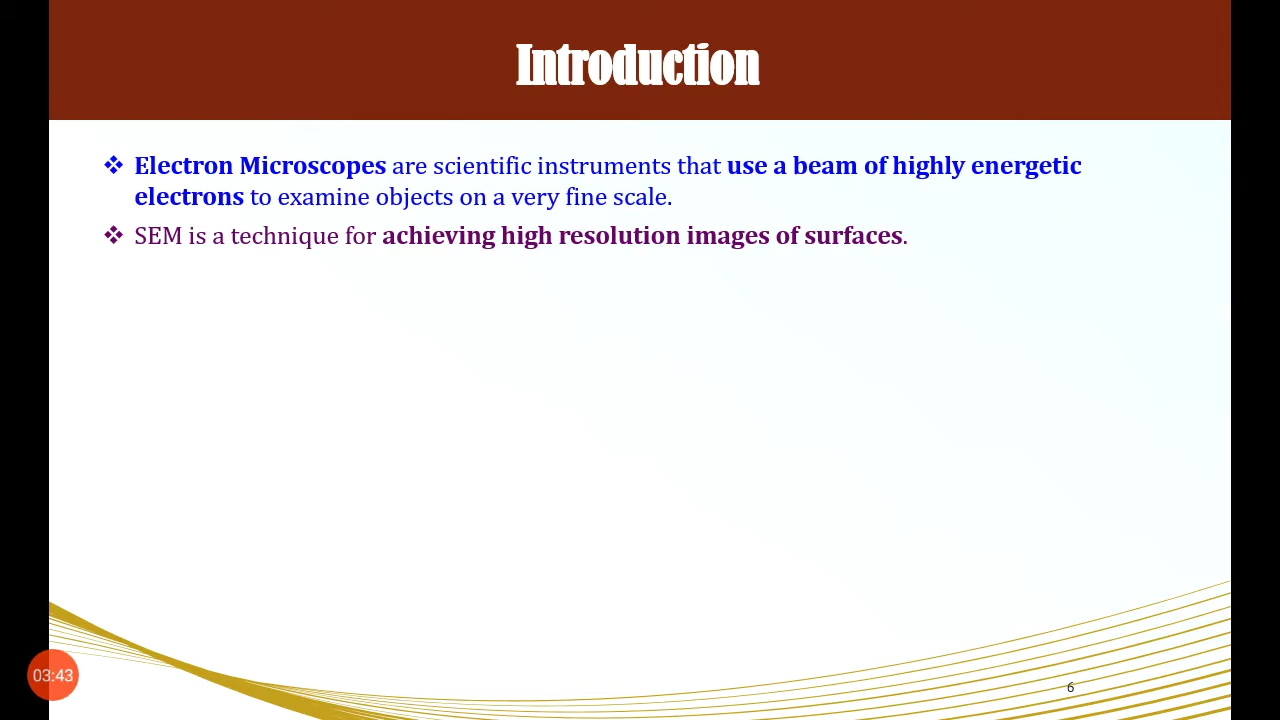 Introduction
❖ Electron Microscopes are scientific instruments that use a beam of highly energetic
electrons to examine objects on a very fine scale.
❖ SEM is a technique for achieving high resolution images of surfaces.
03:43
6